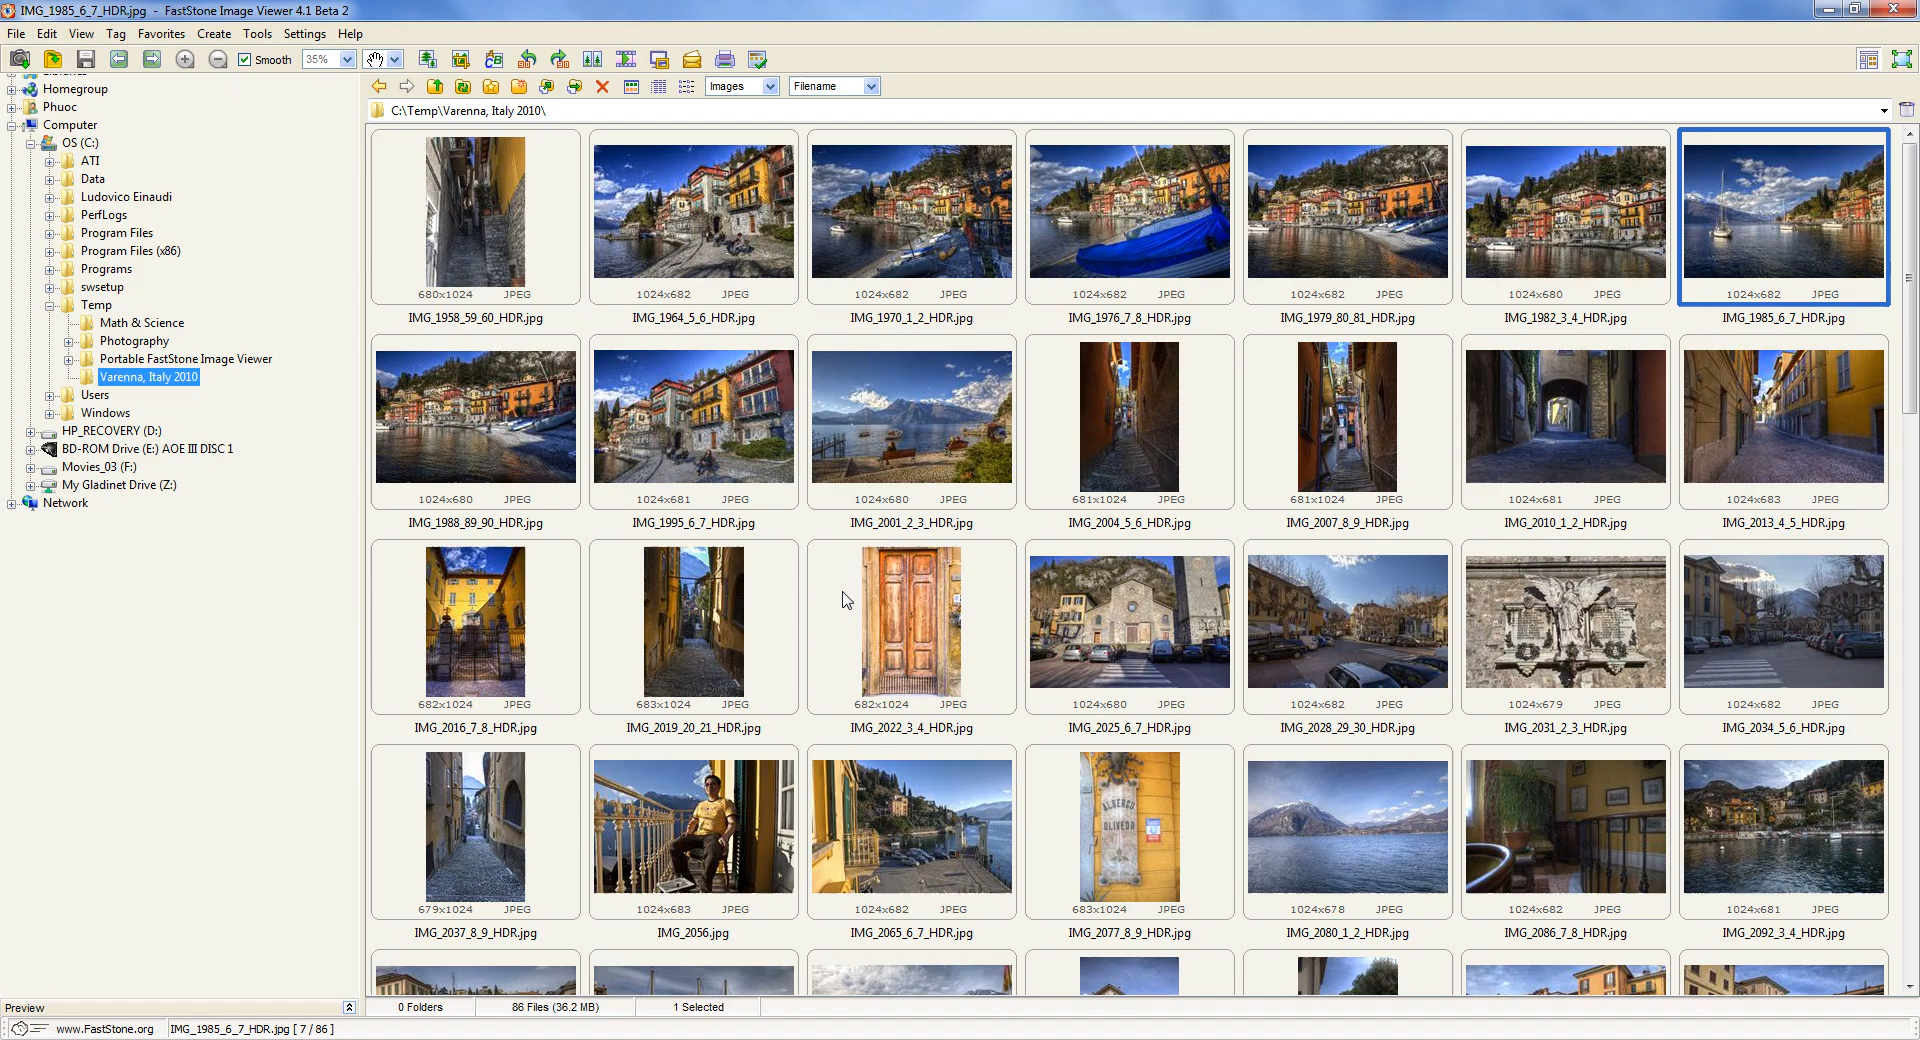 IMG_1985_6_7_HDR.jpg - FastStone Image Viewer 4.1 Beta 2
File Edit View Tag Favorites Create Tools Settings Help
Smooth 35%
Images Filename
C:\Temp\Varenna, Italy 2010\
Homegroup
Phuoc
Computer
OS (C:)
ATI
Data
Ludovico Einaudi
PerfLogs
Program Files
Program Files (x86)
Programs
swsetup
Temp
Math & Science
Photography
Portable FastStone Image Viewer
Varenna, Italy 2010
Users
Windows
HP_RECOVERY (D:)
BD-ROM Drive (E:) AOE III DISC 1
Movies_03 (F:)
My Gladinet Drive (Z:)
Network
680x1024 JPEG 1024x682 JPEG 1024x682 JPEG 1024x682 JPEG 1024x682 JPEG 1024x680 JPEG 1024x682 JPEG
IMG_1958_59_60_HDR.jpg IMG_1964_5_6_HDR.jpg IMG_1970_1_2_HDR.jpg IMG_1976_7_8_HDR.jpg IMG_1979_80_81_HDR.jpg IMG_1982_3_4_HDR.jpg IMG_1985_6_7_HDR.jpg
1024x680 JPEG 1024x681 JPEG 1024x680 JPEG 681x1024 JPEG 681x1024 JPEG 1024x681 JPEG 1024x683 JPEG
IMG_1988_89_90_HDR.jpg IMG_1995_6_7_HDR.jpg IMG_2001_2_3_HDR.jpg IMG_2004_5_6_HDR.jpg IMG_2007_8_9_HDR.jpg IMG_2010_1_2_HDR.jpg IMG_2013_4_5_HDR.jpg
682x1024 JPEG 683x1024 JPEG 682x1024 JPEG 1024x680 JPEG 1024x682 JPEG 1024x679 JPEG 1024x682 JPEG
IMG_2016_7_8_HDR.jpg IMG_2019_20_21_HDR.jpg IMG_2022_3_4_HDR.jpg IMG_2025_6_7_HDR.jpg IMG_2028_29_30_HDR.jpg IMG_2031_2_3_HDR.jpg IMG_2034_5_6_HDR.jpg
ALBERGO
OLIVEDO
679x1024 JPEG 1024x683 JPEG 1024x682 JPEG 683x1024 JPEG 1024x678 JPEG 1024x682 JPEG 1024x681 JPEG
IMG_2037_8_9_HDR.jpg IMG_2056.jpg IMG_2065_6_7_HDR.jpg IMG_2077_8_9_HDR.jpg IMG_2080_1_2_HDR.jpg IMG_2086_7_8_HDR.jpg IMG_2092_3_4_HDR.jpg
Preview
0 Folders 86 Files (36.2 MB) 1 Selected
www.FastStone.org IMG_1985_6_7_HDR.jpg [ 7 / 86 ]